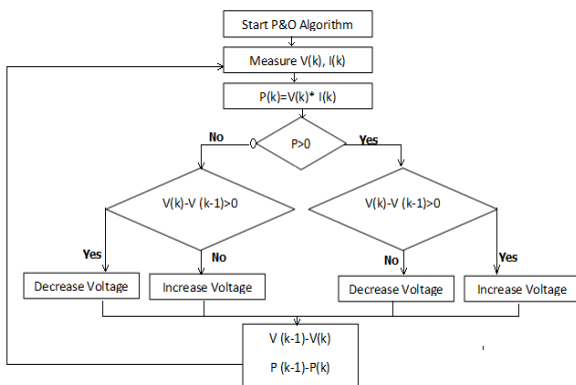 Start P&O Algorithm
Measure V(k), I(k)
P(k)=V(k)* I(k)
No
P>0
Yes
V(k)-V (k-1)>0
V(k)-V (k-1)>0
Yes
No
No
Yes
Decrease Voltage
Increase Voltage
Decrease Voltage
Increase Voltage
V (k-1)-V(k)
P (k-1)-P(k)